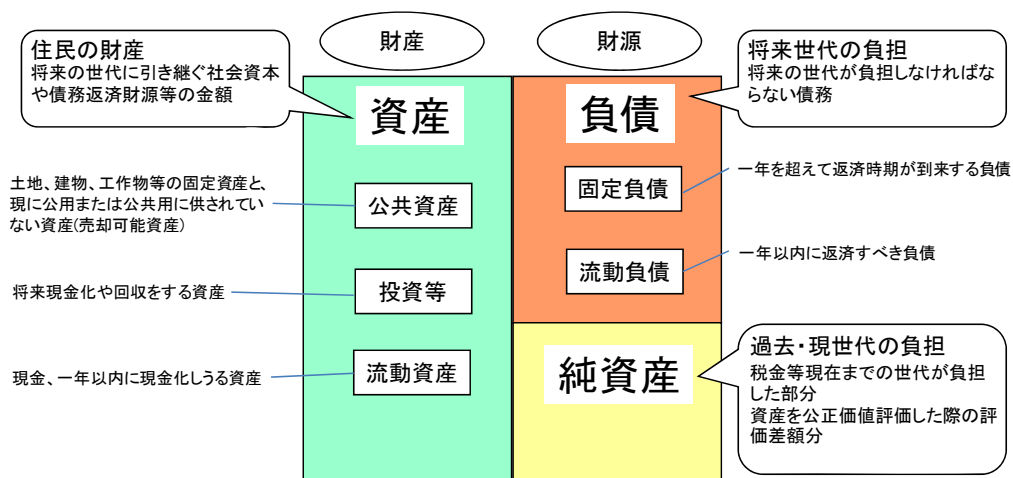 財産
財源
住民の財産
将来の世代に引き継ぐ社会資本
や債務返済財源等の金額
資産
負債
将来世代の負担
将来の世代が負担しなければな
らない債務
土地、建物、工作物等の固定資産と、
現に公用または公共用に供されてい
ない資産(売却可能資産)
公共資産
固定負債
一年を超えて返済時期が到来する負債
将来現金化や回収をする資産
投資等
流動負債
一年以内に返済すべき負債
現金、一年以内に現金化しうる資産
流動資産
純資産
過去・現世代の負担
税金等現在までの世代が負担
した部分
資産を公正価値評価した際の評
価差額分